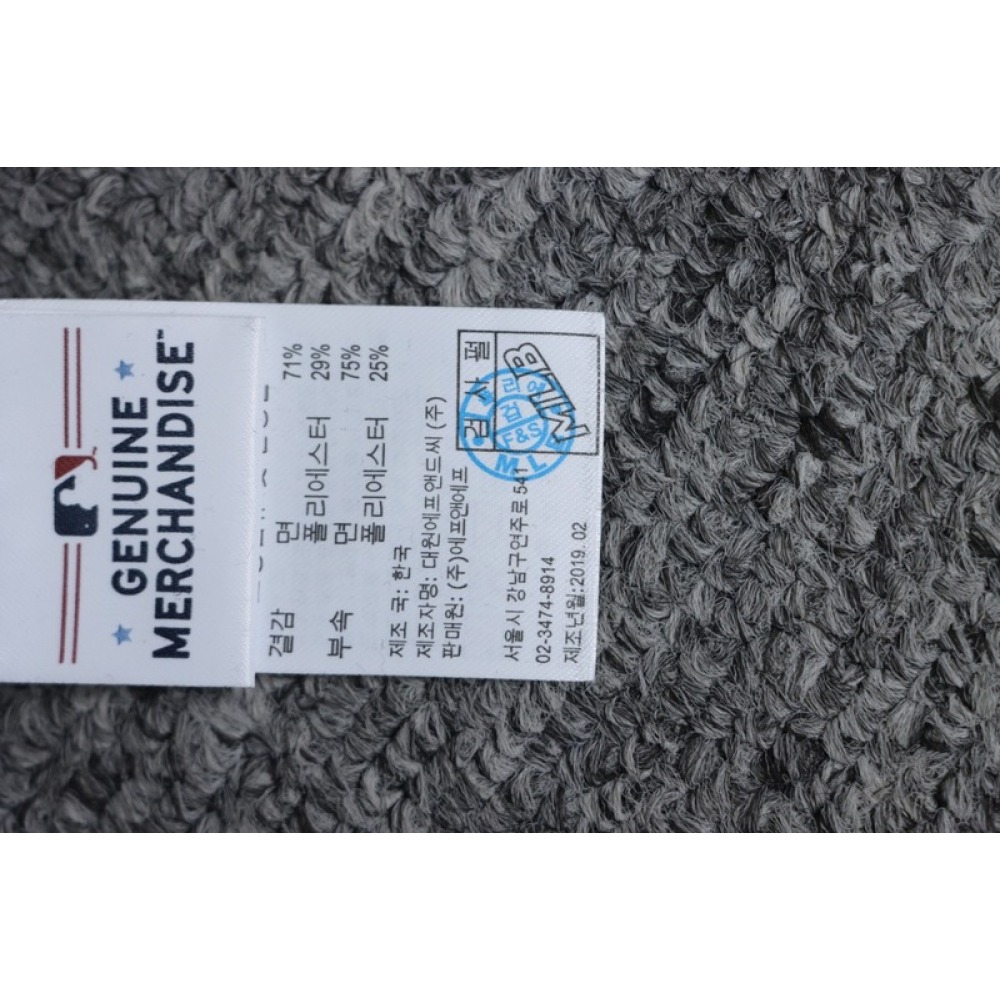 GENUINE
MERCHANDISE™
결감 면 71%
폴리에스터 29%
부속 면 75%
폴리에스터 25%
제조 국: 한국
제조자명: 대원에프앤드씨 (주)
판매원: (주)에프앤에프
서울시 강남구언주로 541
02-3474-8914
제조년월:2019. 02
검 사 필
MLB
검
F&S
MLB